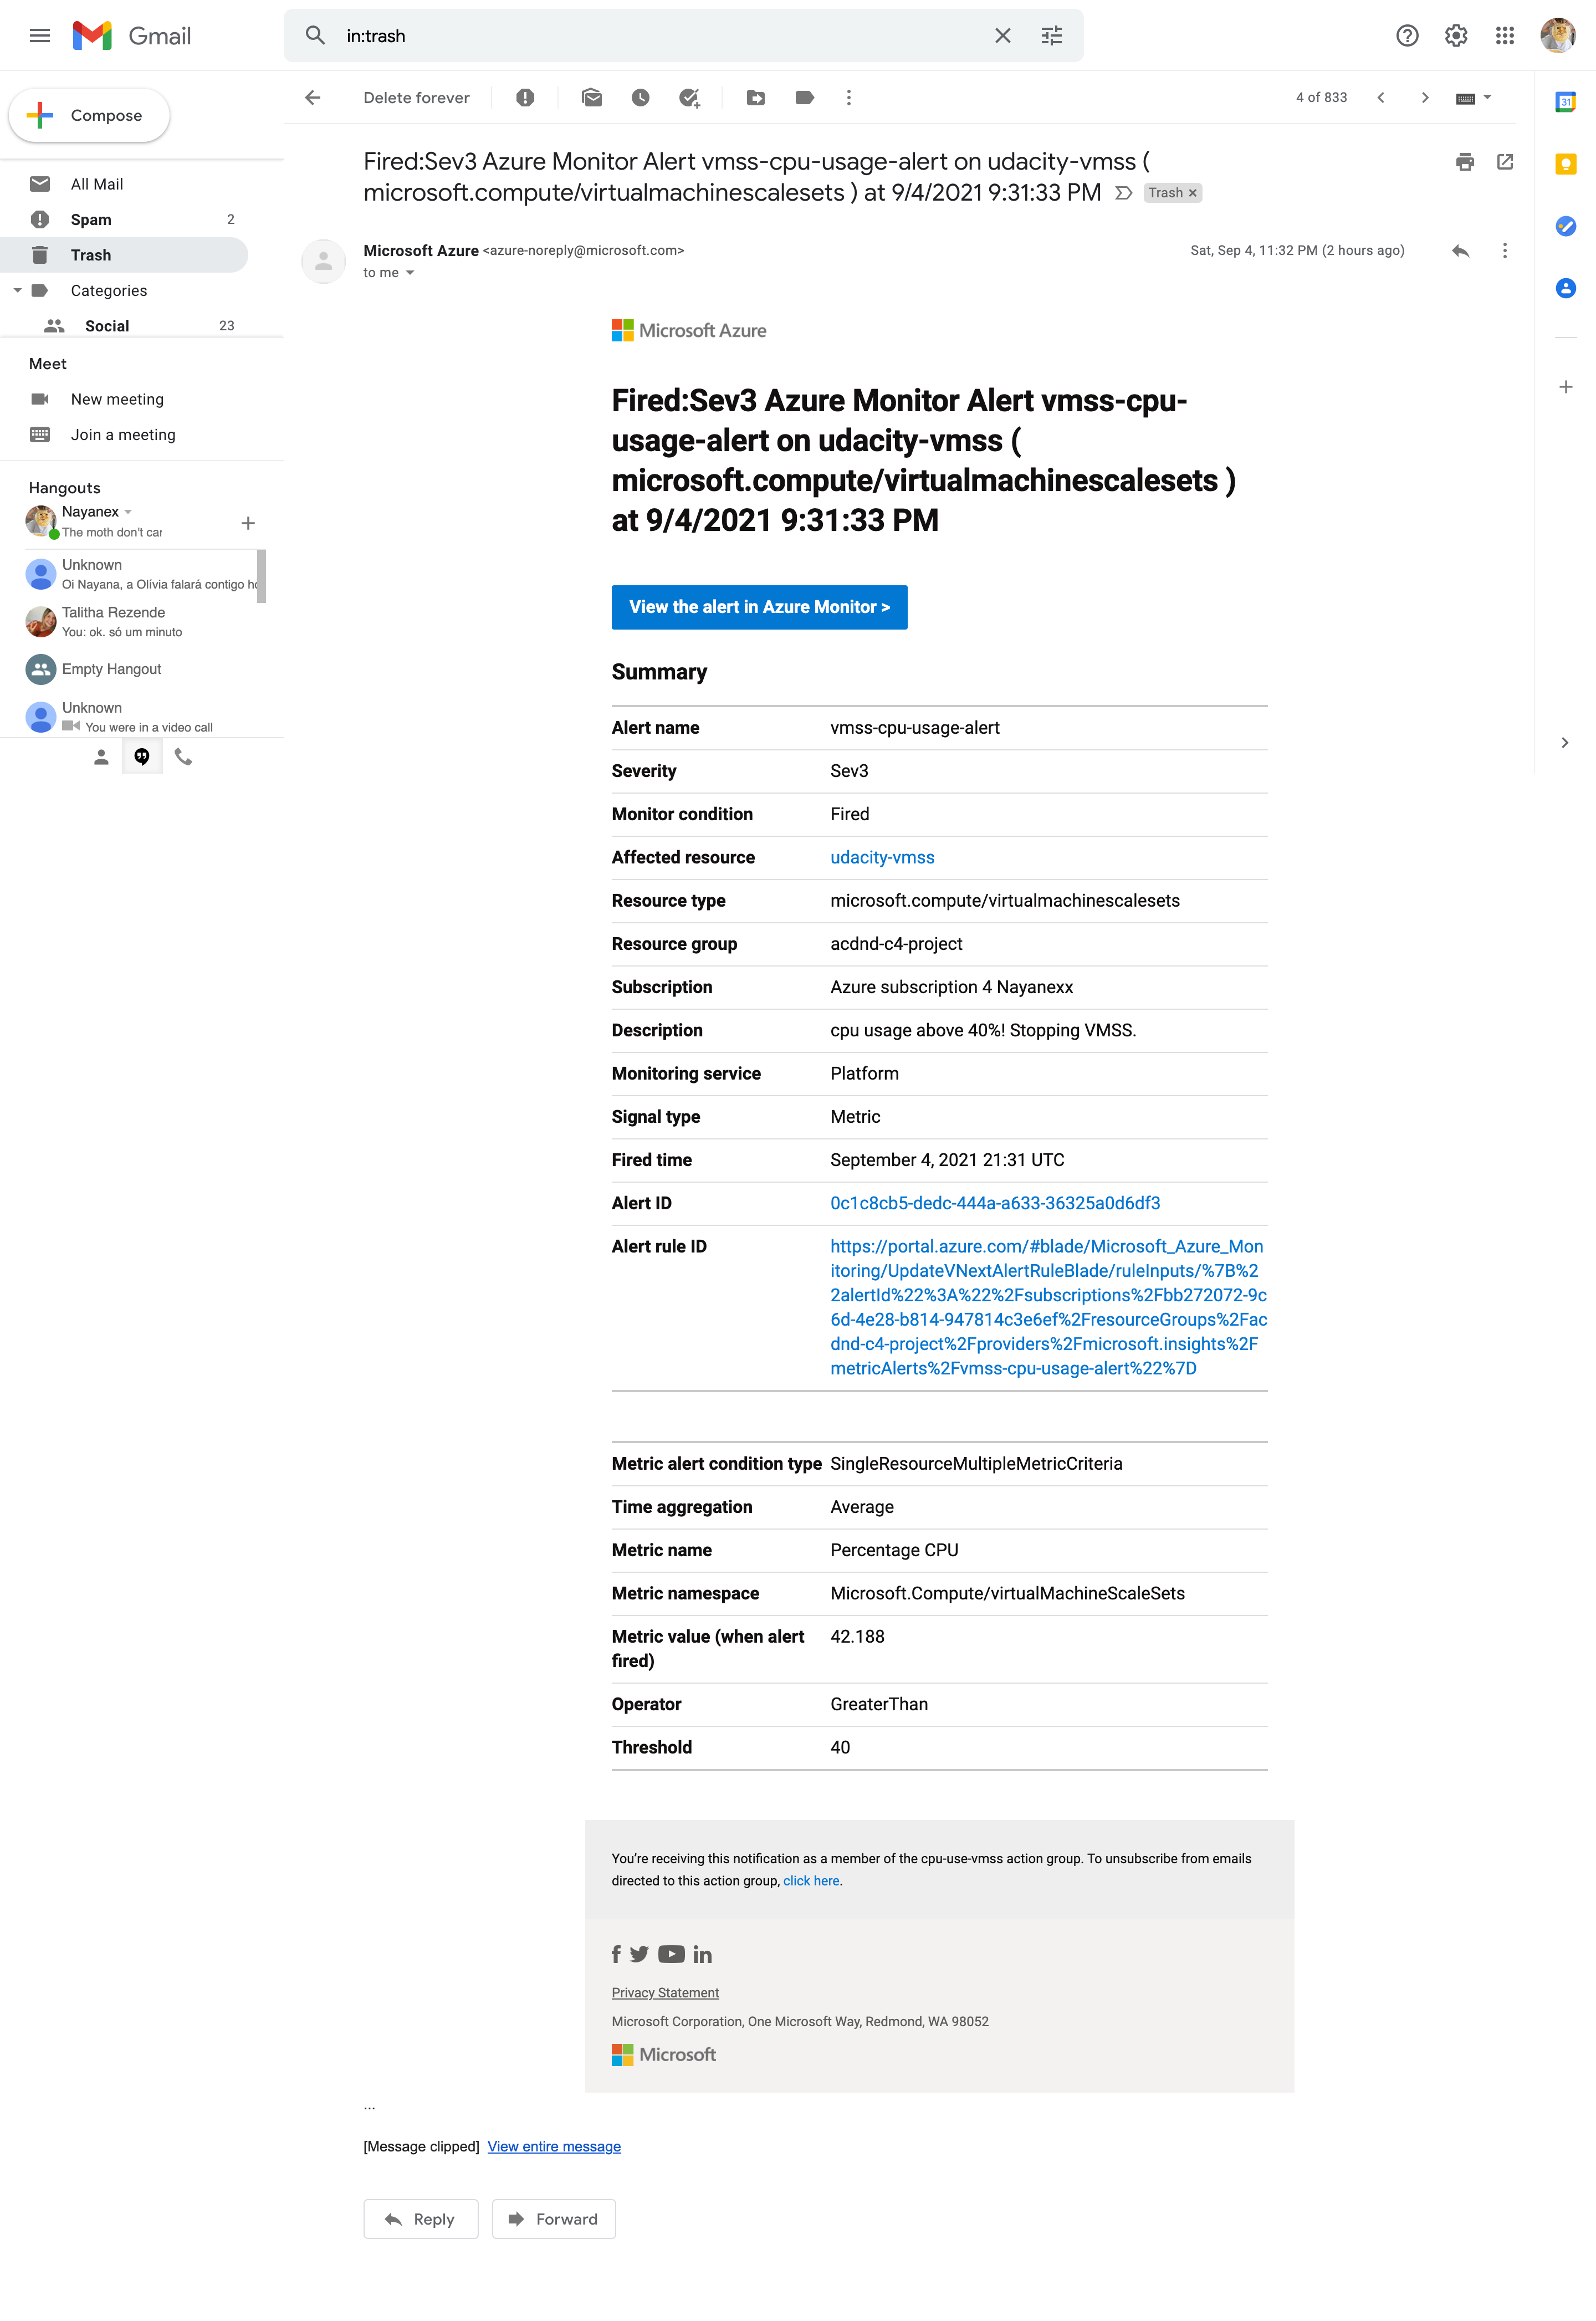 Gmail
in:trash
Compose
All Mail
Spam 2
Trash
Categories
Social 23
Meet
New meeting
Join a meeting
Hangouts
Nayanex
The moth don't car
Unknown
Oi Nayana, a Olívia falará contigo ho
Talitha Rezende
You: ok. só um minuto
Empty Hangout
Unknown
You were in a video call
Delete forever
4 of 833
31
Fired:Sev3 Azure Monitor Alert vmss-cpu-usage-alert on udacity-vmss (
microsoft.compute/virtualmachinescalesets ) at 9/4/2021 9:31:33 PM Trash ×
Microsoft Azure <azure-noreply@microsoft.com> Sat, Sep 4, 11:32 PM (2 hours ago)
to me
Microsoft Azure
Fired:Sev3 Azure Monitor Alert vmss-cpu-
usage-alert on udacity-vmss (
microsoft.compute/virtualmachinescalesets )
at 9/4/2021 9:31:33 PM
View the alert in Azure Monitor >
Summary
Alert name vmss-cpu-usage-alert
Severity Sev3
Monitor condition Fired
Affected resource udacity-vmss
Resource type microsoft.compute/virtualmachinescalesets
Resource group acdnd-c4-project
Subscription Azure subscription 4 Nayanexx
Description cpu usage above 40%! Stopping VMSS.
Monitoring service Platform
Signal type Metric
Fired time September 4, 2021 21:31 UTC
Alert ID 0c1c8cb5-dedc-444a-a633-36325a0d6df3
Alert rule ID https://portal.azure.com/#blade/Microsoft_Azure_Mon
itoring/UpdateVNextAlertRuleBlade/ruleInputs/%7B%2
2alertId%22%3A%22%2Fsubscriptions%2Fbb272072-9c
6d-4e28-b814-947814c3e6ef%2FresourceGroups%2Fac
dnd-c4-project%2Fproviders%2Fmicrosoft.insights%2F
metricAlerts%2Fvmss-cpu-usage-alert%22%7D
Metric alert condition type SingleResourceMultipleMetricCriteria
Time aggregation Average
Metric name Percentage CPU
Metric namespace Microsoft.Compute/virtualMachineScaleSets
Metric value (when alert 42.188
fired)
Operator GreaterThan
Threshold 40
You're receiving this notification as a member of the cpu-use-vmss action group. To unsubscribe from emails
directed to this action group, click here.
Privacy Statement
Microsoft Corporation, One Microsoft Way, Redmond, WA 98052
Microsoft
...
[Message clipped] View entire message
Reply
Forward